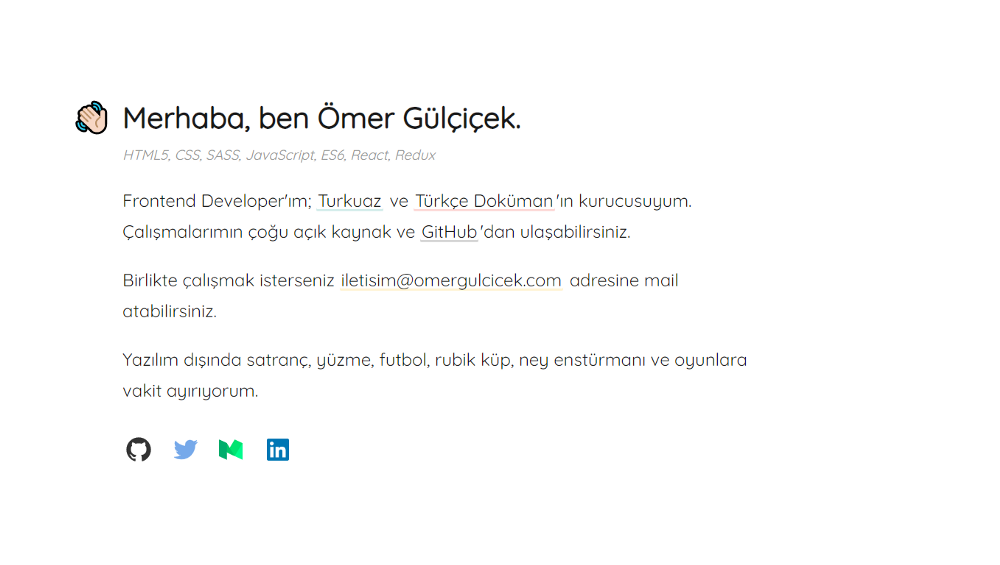 Merhaba, ben Ömer Gülçiçek.
HTML5, CSS, SASS, JavaScript, ES6, React, Redux
Frontend Developer'ım; Turkuaz ve Türkçe Doküman'ın kurucusuyum.
Çalışmalarımın çoğu açık kaynak ve GitHub'dan ulaşabilirsiniz.
Birlikte çalışmak isterseniz iletisim@omergulcicek.com adresine mail
atabilirsiniz.
Yazılım dışında satranç, yüzme, futbol, rubik küp, ney enstürmanı ve oyunlara
vakit ayırıyorum.
in